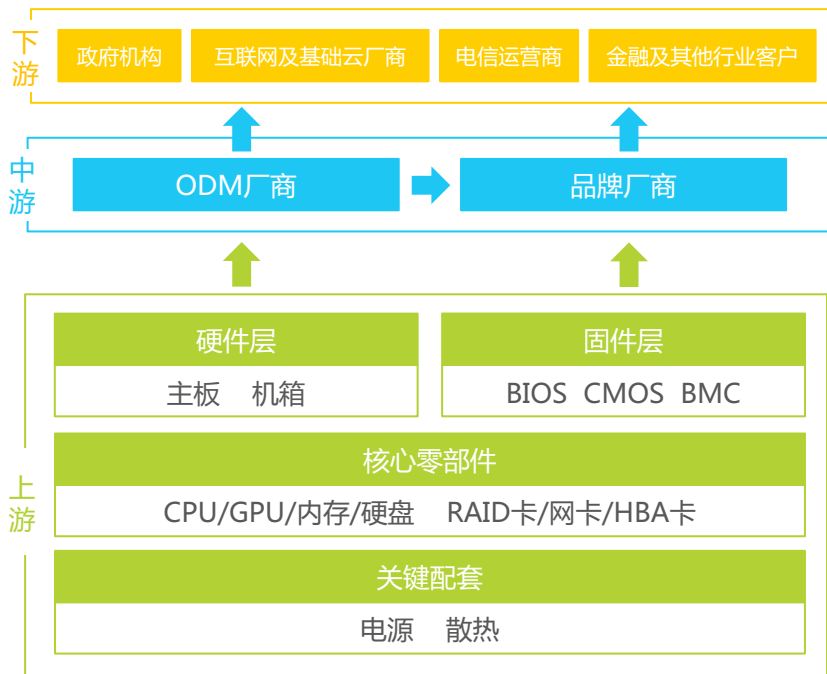 下游
政府机构
互联网及基础云厂商
电信运营商
金融及其他行业客户
中游
ODM厂商
品牌厂商
上游
硬件层
主板 机箱
固件层
BIOS CMOS BMC
核心零部件
CPU/GPU/内存/硬盘 RAID卡/网卡/HBA卡
关键配套
电源 散热